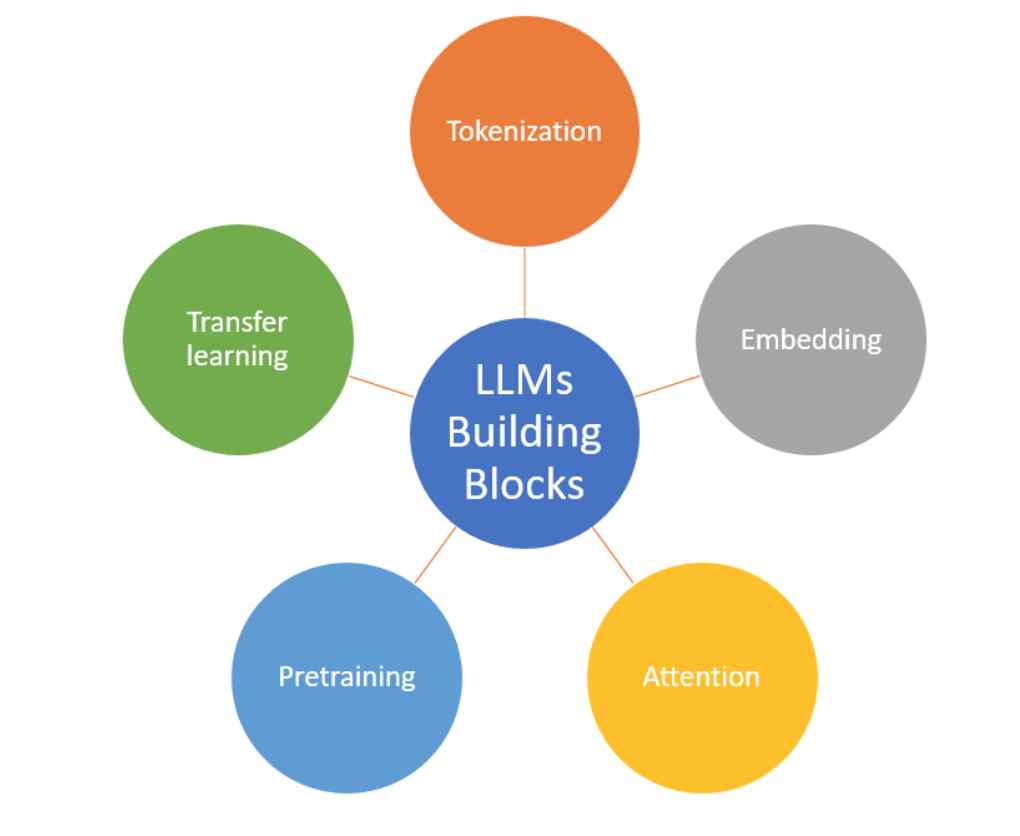 Tokenization
Embedding
Attention
Pretraining
Transfer
learning
LLMs
Building
Blocks